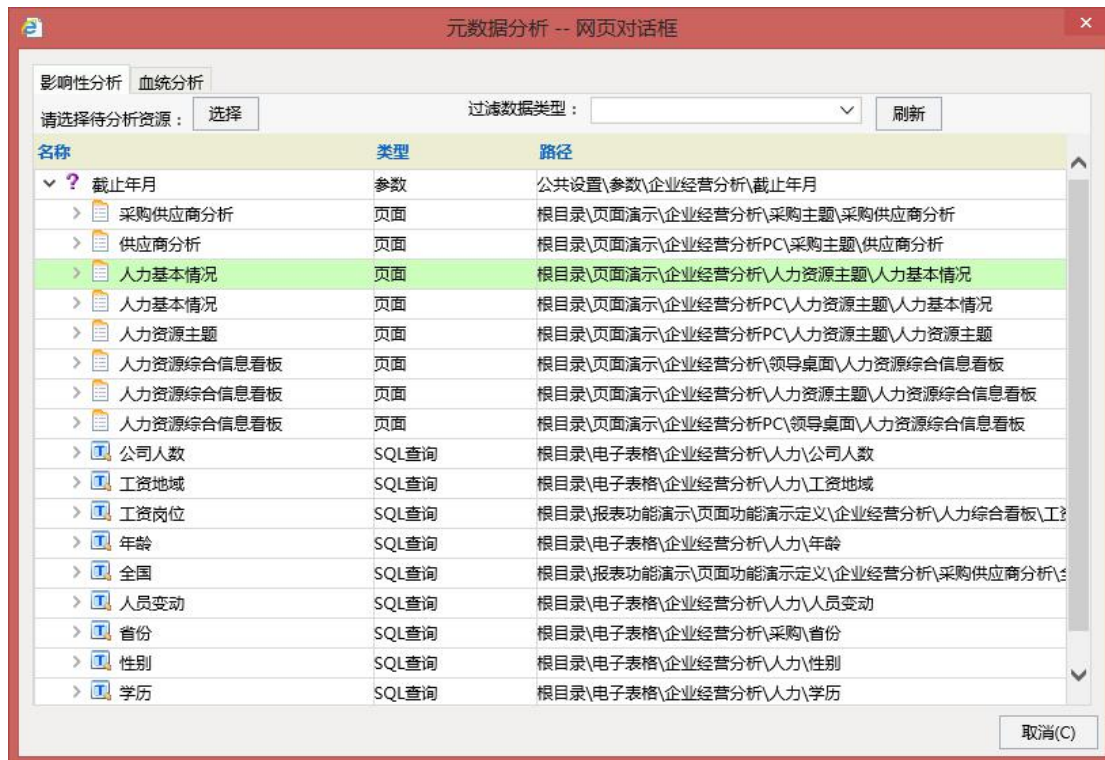 元数据分析 -- 网页对话框
影响性分析 血统分析
请选择待分析资源： 选择 过滤数据类型： 刷新
名称 类型 路径
? 截止年月 参数 公共设置\参数\企业经营分析\截止年月
采购供应商分析 页面 根目录\页面演示\企业经营分析\采购主题\采购供应商分析
供应商分析 页面 根目录\页面演示\企业经营分析PC\采购主题\供应商分析
人力基本情况 页面 根目录\页面演示\企业经营分析\人力资源主题\人力基本情况
人力基本情况 页面 根目录\页面演示\企业经营分析PC\人力资源主题\人力基本情况
人力资源主题 页面 根目录\页面演示\企业经营分析PC\人力资源主题\人力资源主题
人力资源综合信息看板 页面 根目录\页面演示\企业经营分析\领导桌面\人力资源综合信息看板
人力资源综合信息看板 页面 根目录\页面演示\企业经营分析\人力资源主题\人力资源综合信息看板
人力资源综合信息看板 页面 根目录\页面演示\企业经营分析PC\领导桌面\人力资源综合信息看板
公司人数 SQL查询 根目录\电子表格\企业经营分析\人力\公司人数
工资地域 SQL查询 根目录\电子表格\企业经营分析\人力\工资地域
工资岗位 SQL查询 根目录\报表功能演示\页面功能演示定义\企业经营分析\人力综合看板\工资
年龄 SQL查询 根目录\电子表格\企业经营分析\人力\年龄
全国 SQL查询 根目录\报表功能演示\页面功能演示定义\企业经营分析\采购供应商分析\
人员变动 SQL查询 根目录\电子表格\企业经营分析\人力\人员变动
省份 SQL查询 根目录\电子表格\企业经营分析\采购\省份
性别 SQL查询 根目录\电子表格\企业经营分析\人力\性别
学历 SQL查询 根目录\电子表格\企业经营分析\人力\学历
取消(C)